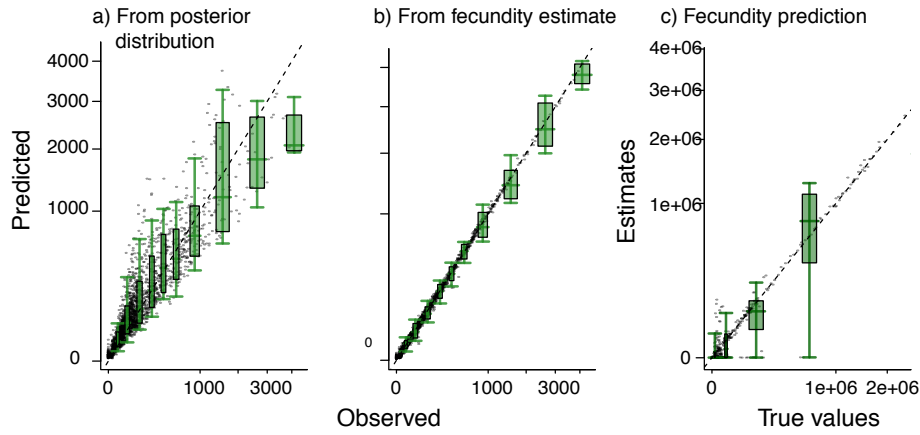 a) From posterior
distribution
b) From fecundity estimate
c) Fecundity prediction
Predicted
4000
3000
2000
1000
0
0
1000
3000
0
0
1000
3000
Observed
Estimates
4e+06
3e+06
2e+06
1e+06
0
0
1e+06
2e+06
True values